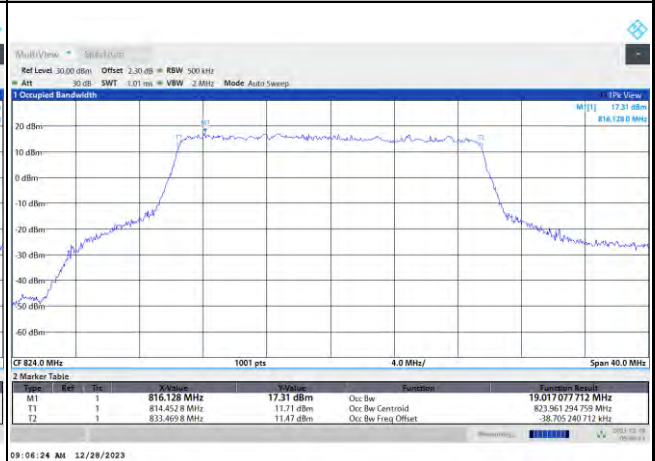 MultiView Spectrum
Ref Level 30.00 dBm Offset 2.30 dB RBW 500 kHz
Att 30 dB SWT 1.01 ms VBW 2 MHz Mode Auto Sweep
1 Occupied Bandwidth 1Pk View
M1[1] 17.31 dBm
816.128 0 MHz
M1
20 dBm
T1 T2
10 dBm
0 dBm
-10 dBm
-20 dBm
-30 dBm
-40 dBm
-50 dBm
-60 dBm
CF 824.0 MHz 1001 pts 4.0 MHz/ Span 40.0 MHz
2 Marker Table
Type Ref Trc X-Value Y-Value Function Function Result
M1 1 816.128 MHz 17.31 dBm Occ Bw 19.017 077 712 MHz
T1 1 814.452 8 MHz 11.71 dBm Occ Bw Centroid 823.961 294 759 MHz
T2 1 833.469 8 MHz 11.47 dBm Occ Bw Freq Offset -38.705 240 712 kHz
Measuring...
09:06:24 AM 12/28/2023